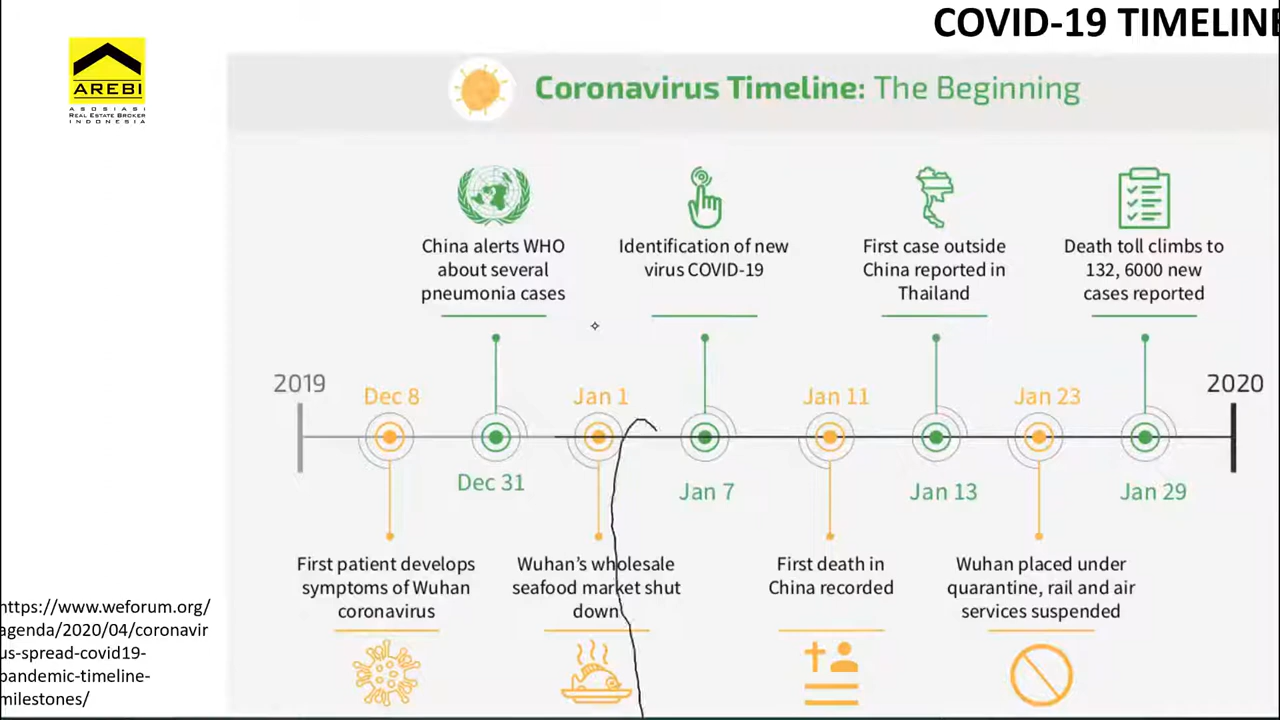 COVID-19 TIMELINE
AREBI
ASOSIASI
REAL ESTATE BROKER
INDONESIA
Coronavirus Timeline: The Beginning
China alerts WHO
about several
pneumonia cases
Identification of new
virus COVID-19
First case outside
China reported in
Thailand
Death toll climbs to
132, 6000 new
cases reported
2019
Dec 8
Dec 31
Jan 1
Jan 7
Jan 11
Jan 13
Jan 23
Jan 29
2020
First patient develops
symptoms of Wuhan
coronavirus
Wuhan's wholesale
seafood market shut
down
First death in
China recorded
Wuhan placed under
quarantine, rail and air
services suspended
https://www.weforum.org/
agenda/2020/04/coronavir
us-spread-covid19-
pandemic-timeline-
milestones/